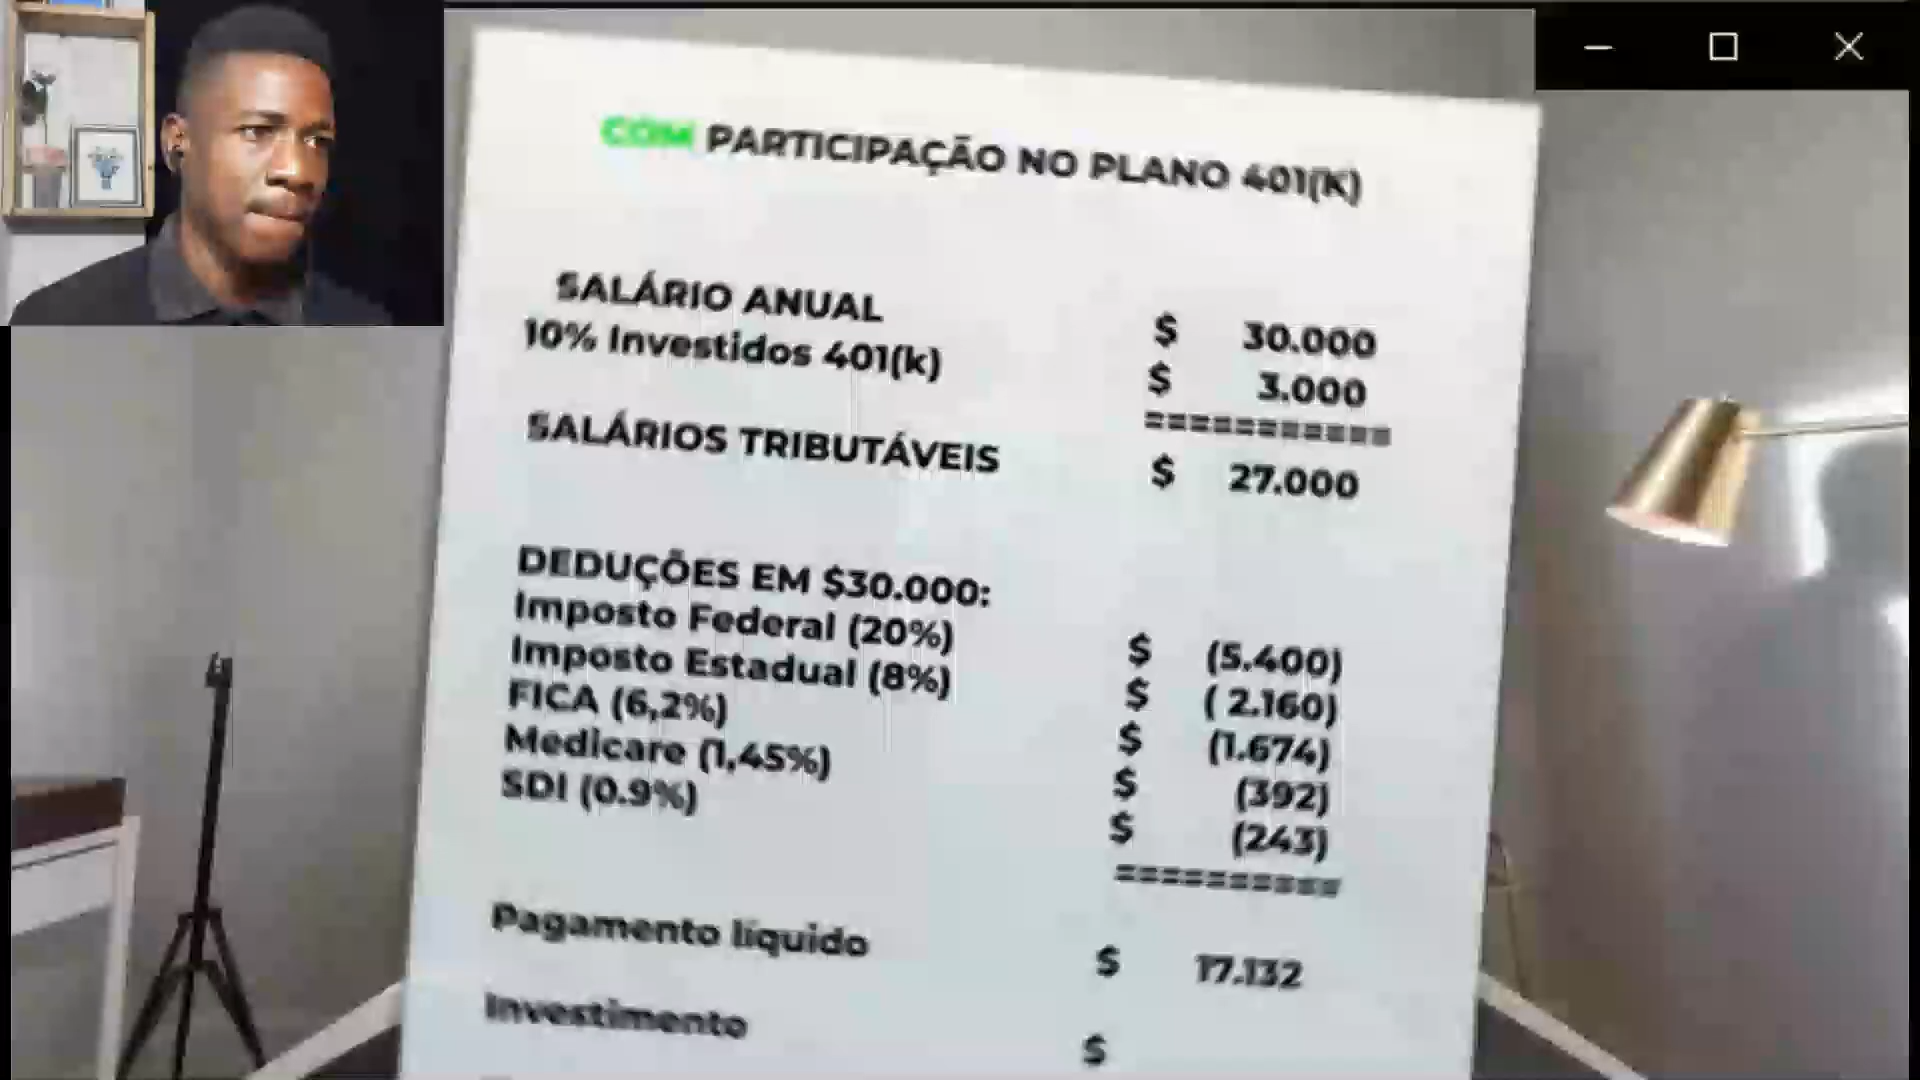 COM PARTICIPAÇÃO NO PLANO 401(K)
SALÁRIO ANUAL $ 30.000
10% Investidos 401(k) $ 3.000
===========
SALÁRIOS TRIBUTÁVEIS $ 27.000
DEDUÇÕES EM $30.000:
Imposto Federal (20%) $ (5.400)
Imposto Estadual (8%) $ ( 2.160)
FICA (6,2%) $ (1.674)
Medicare (1,45%) $ (392)
SDI (0.9%) $ (243)
==========
Pagamento líquido $ 17.132
Investimento $